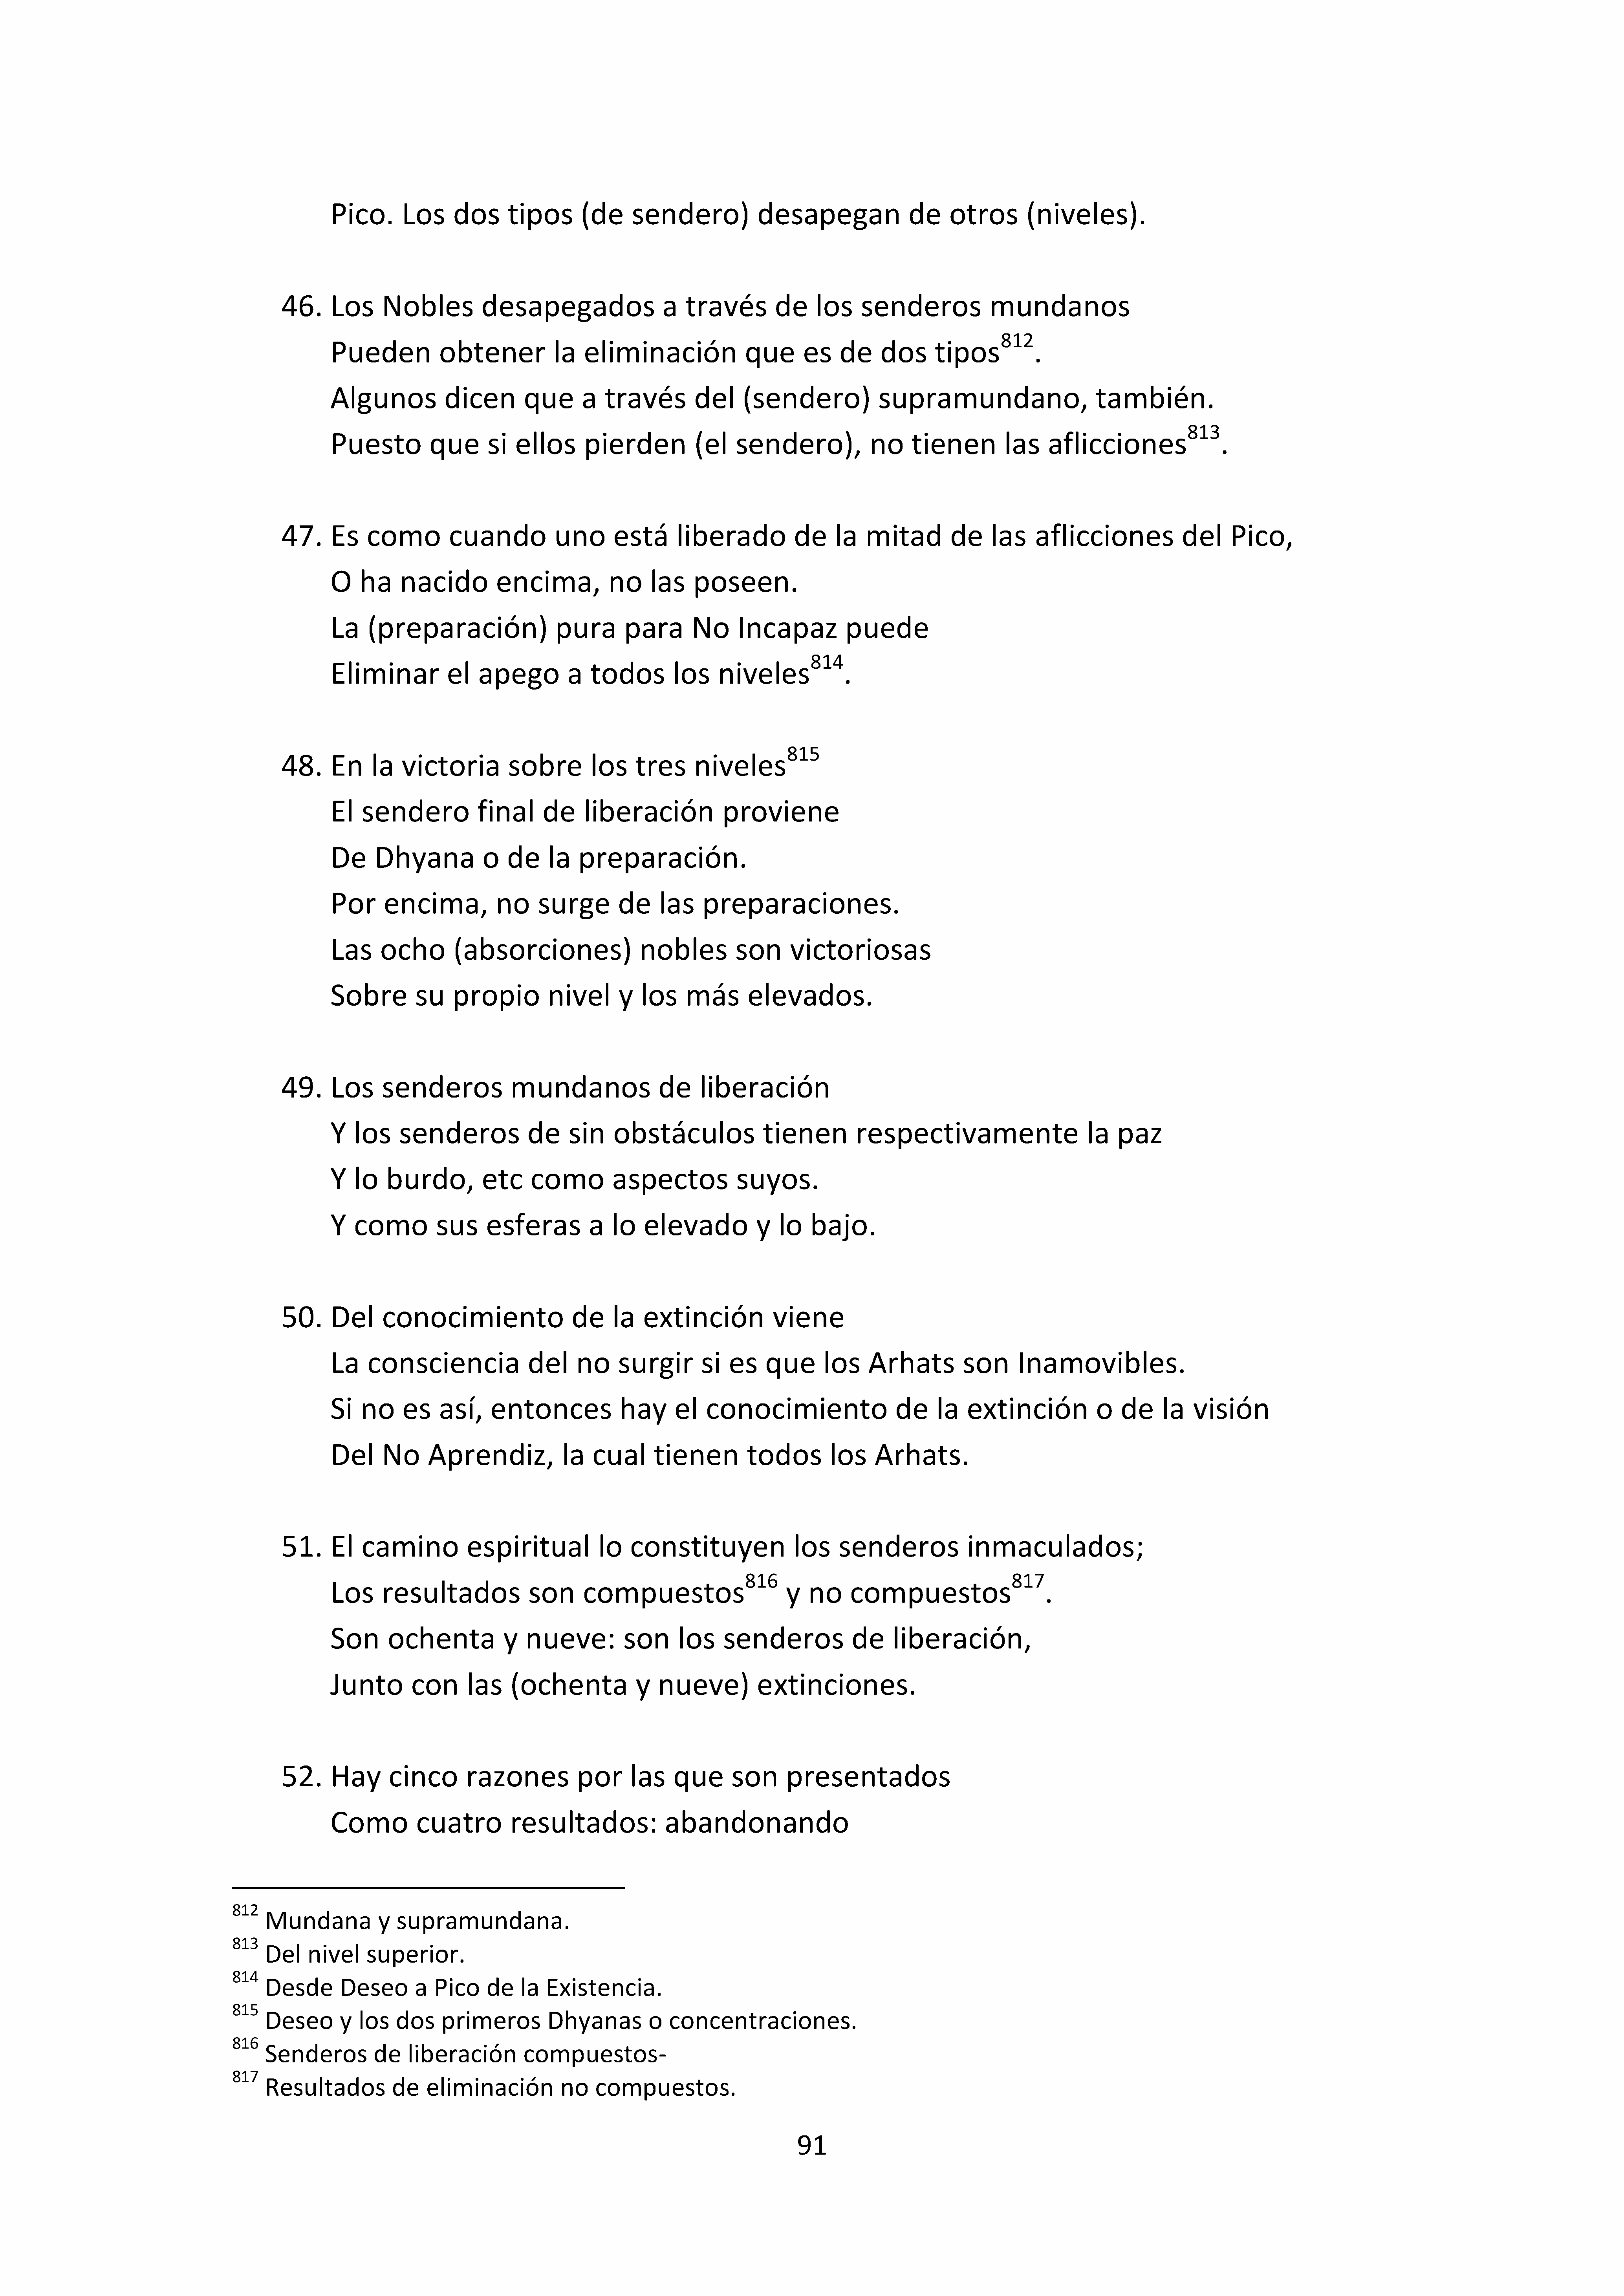 Pico. Los dos tipos (de sendero) desapegan de otros (niveles).
46. Los Nobles desapegados a través de los senderos mundanos
Pueden obtener la eliminación que es de dos tipos812.
Algunos dicen que a través del (sendero) supramundano, también.
Puesto que si ellos pierden (el sendero), no tienen las aflicciones813.
47. Es como cuando uno está liberado de la mitad de las aflicciones del Pico,
O ha nacido encima, no las poseen.
La (preparación) pura para No Incapaz puede
Eliminar el apego a todos los niveles814.
48. En la victoria sobre los tres niveles815
El sendero final de liberación proviene
De Dhyana o de la preparación.
Por encima, no surge de las preparaciones.
Las ocho (absorciones) nobles son victoriosas
Sobre su propio nivel y los más elevados.
49. Los senderos mundanos de liberación
Y los senderos de sin obstáculos tienen respectivamente la paz
Y lo burdo, etc como aspectos suyos.
Y como sus esferas a lo elevado y lo bajo.
50. Del conocimiento de la extinción viene
La consciencia del no surgir si es que los Arhats son Inamovibles.
Si no es así, entonces hay el conocimiento de la extinción o de la visión
Del No Aprendiz, la cual tienen todos los Arhats.
51. El camino espiritual lo constituyen los senderos inmaculados;
Los resultados son compuestos816 y no compuestos817.
Son ochenta y nueve: son los senderos de liberación,
Junto con las (ochenta y nueve) extinciones.
52. Hay cinco razones por las que son presentados
Como cuatro resultados: abandonando
812 Mundana y supramundana.
813 Del nivel superior.
814 Desde Deseo a Pico de la Existencia.
815 Deseo y los dos primeros Dhyanas o concentraciones.
816 Senderos de liberación compuestos-
817 Resultados de eliminación no compuestos.
91